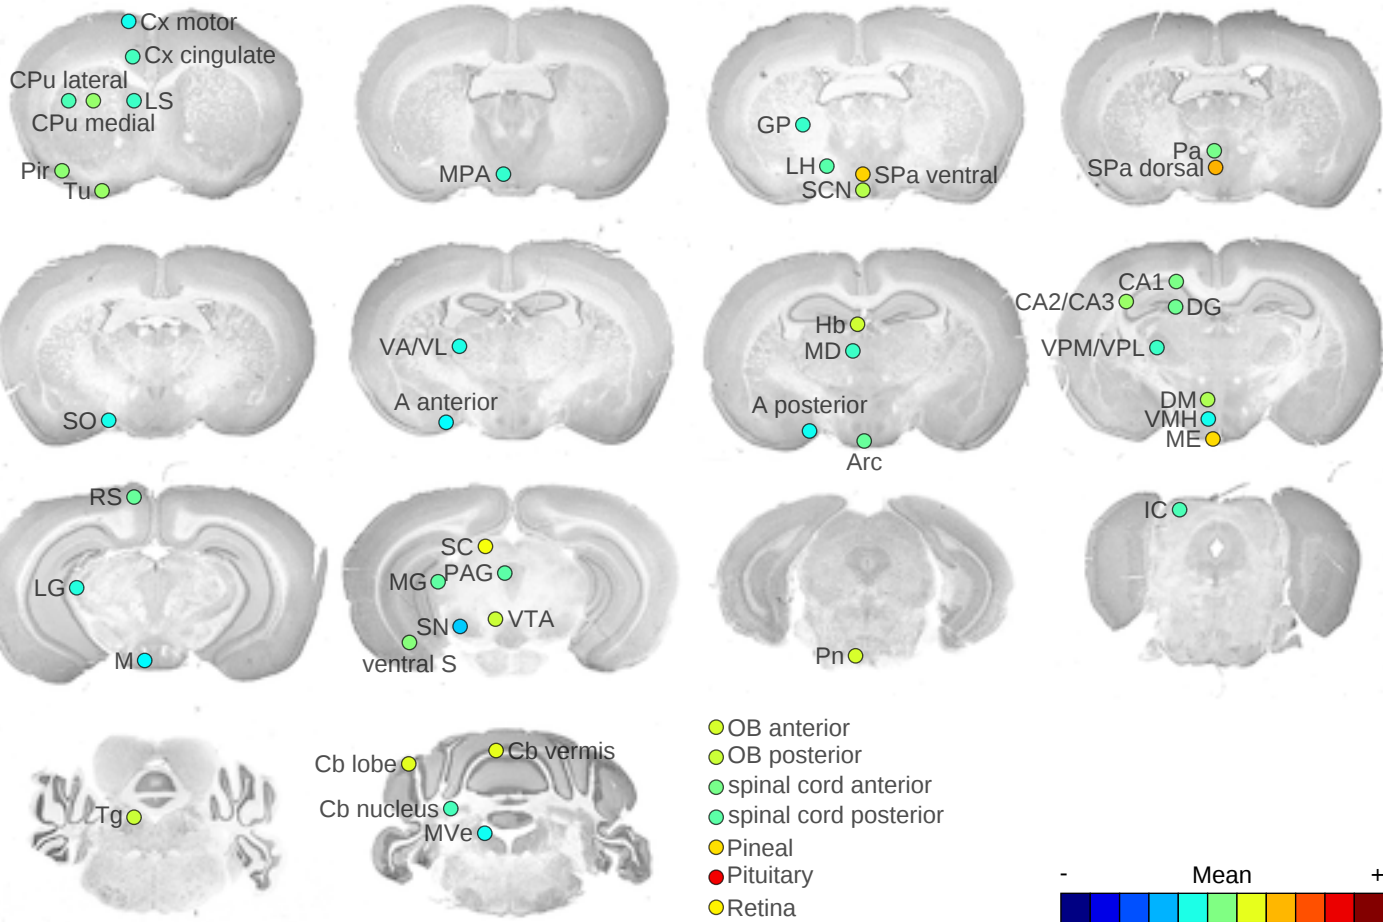 Cx motor
Cx cingulate
CPu lateral
LS
CPu medial
Pir
Tu
MPA
GP
LH
SPa ventral
SCN
Pa
SPa dorsal
SO
VA/VL
A anterior
Hb
MD
A posterior
Arc
CA1
CA2/CA3
DG
VPM/VPL
DM
VMH
ME
RS
LG
M
SC
MG
PAG
SN
VTA
ventral S
Pn
IC
Tg
Cb lobe
Cb vermis
Cb nucleus
MVe
OB anterior
OB posterior
spinal cord anterior
spinal cord posterior
Pineal
Pituitary
Retina
- Mean +